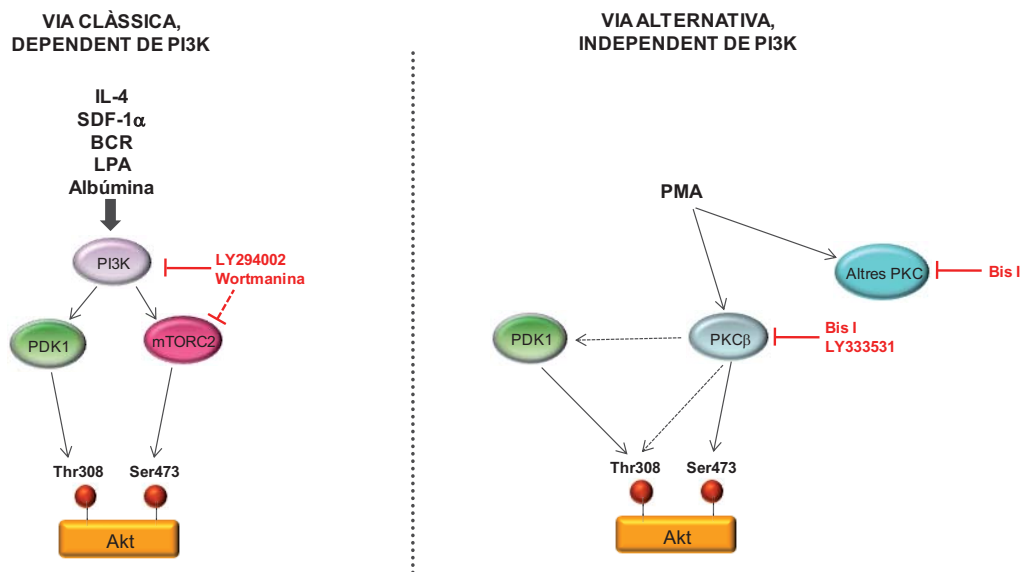 VIA CLÀSSICA,
DEPENDENT DE PI3K
IL-4
SDF-1α
BCR
LPA
Albúmina
PI3K
LY294002
Wortmanina
PDK1
mTORC2
Thr308
Ser473
Akt
VIA ALTERNATIVA,
INDEPENDENT DE PI3K
PMA
Altres PKC
Bis I
PDK1
PKCβ
Bis I
LY333531
Thr308
Ser473
Akt